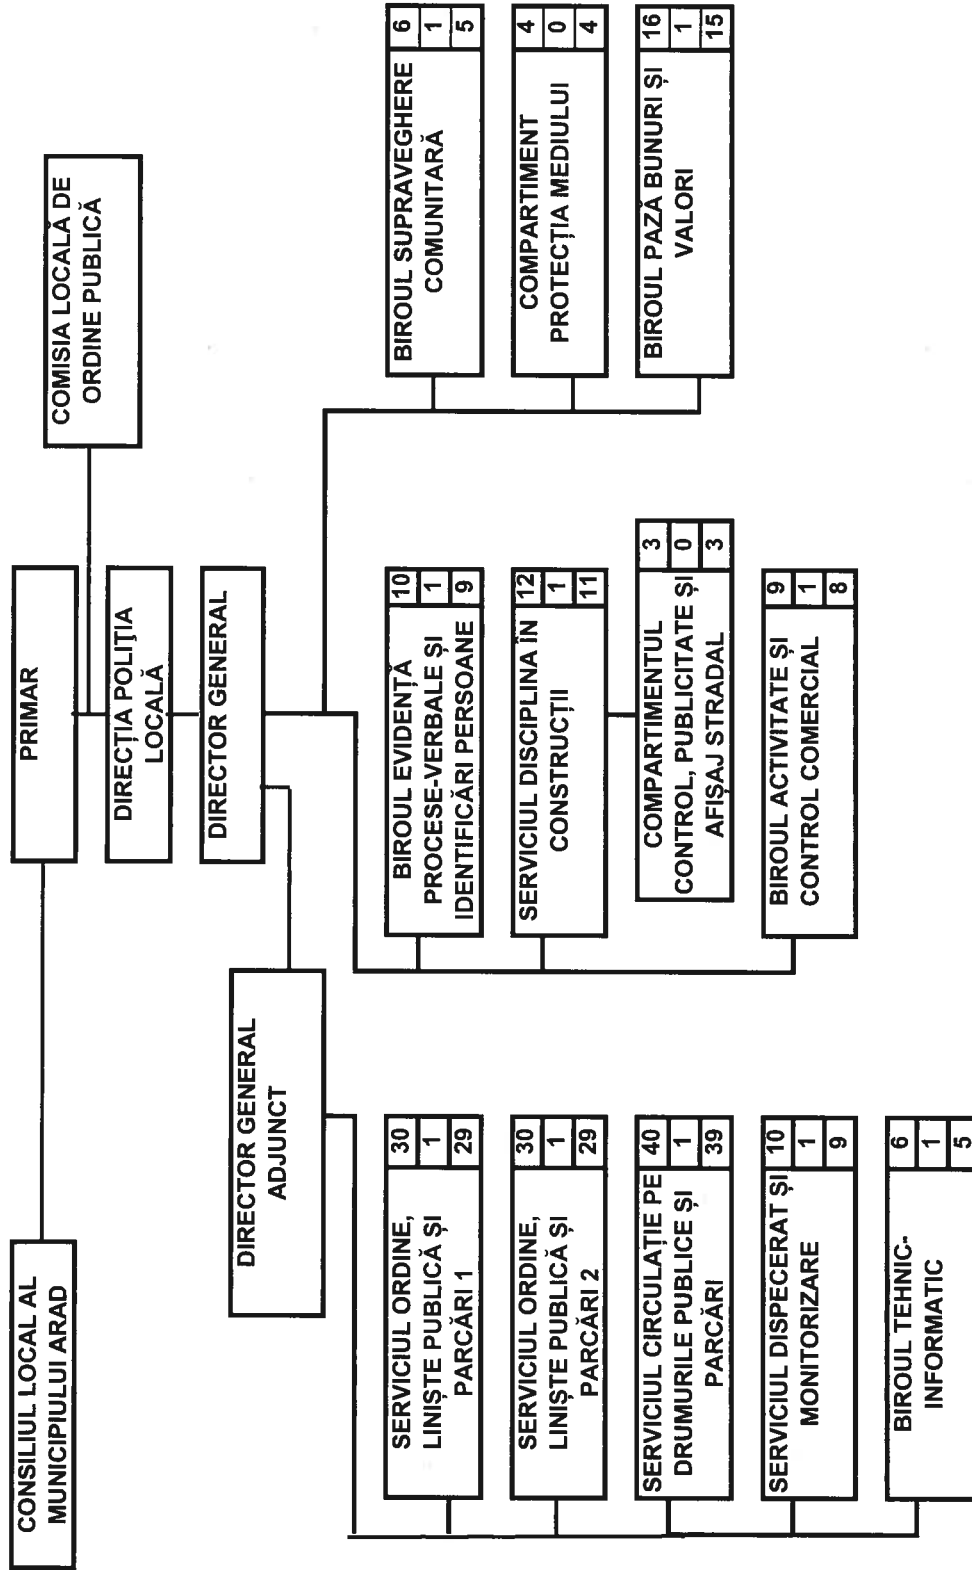 CONSILIUL LOCAL AL
MUNICIPIULUI ARAD
PRIMAR
COMISIA LOCALĂ DE
ORDINE PUBLICĂ
DIRECȚIA POLIȚIA
LOCALĂ
DIRECTOR GENERAL
DIRECTOR GENERAL
ADJUNCT
SERVICIUL ORDINE,
LINIȘTE PUBLICĂ ȘI
PARCĂRI 1
30
1
29
SERVICIUL ORDINE,
LINIȘTE PUBLICĂ ȘI
PARCĂRI 2
30
1
29
SERVICIUL CIRCULAȚIE PE
DRUMURILE PUBLICE ȘI
PARCĂRI
40
1
39
SERVICIUL DISPECERAT ȘI
MONITORIZARE
10
1
9
BIROUL TEHNIC-
INFORMATIC
6
1
5
BIROUL EVIDENȚĂ
PROCESE-VERBALE ȘI
IDENTIFICĂRI PERSOANE
10
1
9
SERVICIUL DISCIPLINA ÎN
CONSTRUCȚII
12
1
11
COMPARTIMENTUL
CONTROL, PUBLICITATE ȘI
AFIȘAJ STRADAL
3
0
3
BIROUL ACTIVITATE ȘI
CONTROL COMERCIAL
9
1
8
BIROUL SUPRAVEGHERE
COMUNITARĂ
6
1
5
COMPARTIMENT
PROTECȚIA MEDIULUI
4
0
4
BIROUL PAZĂ BUNURI ȘI
VALORI
16
1
15